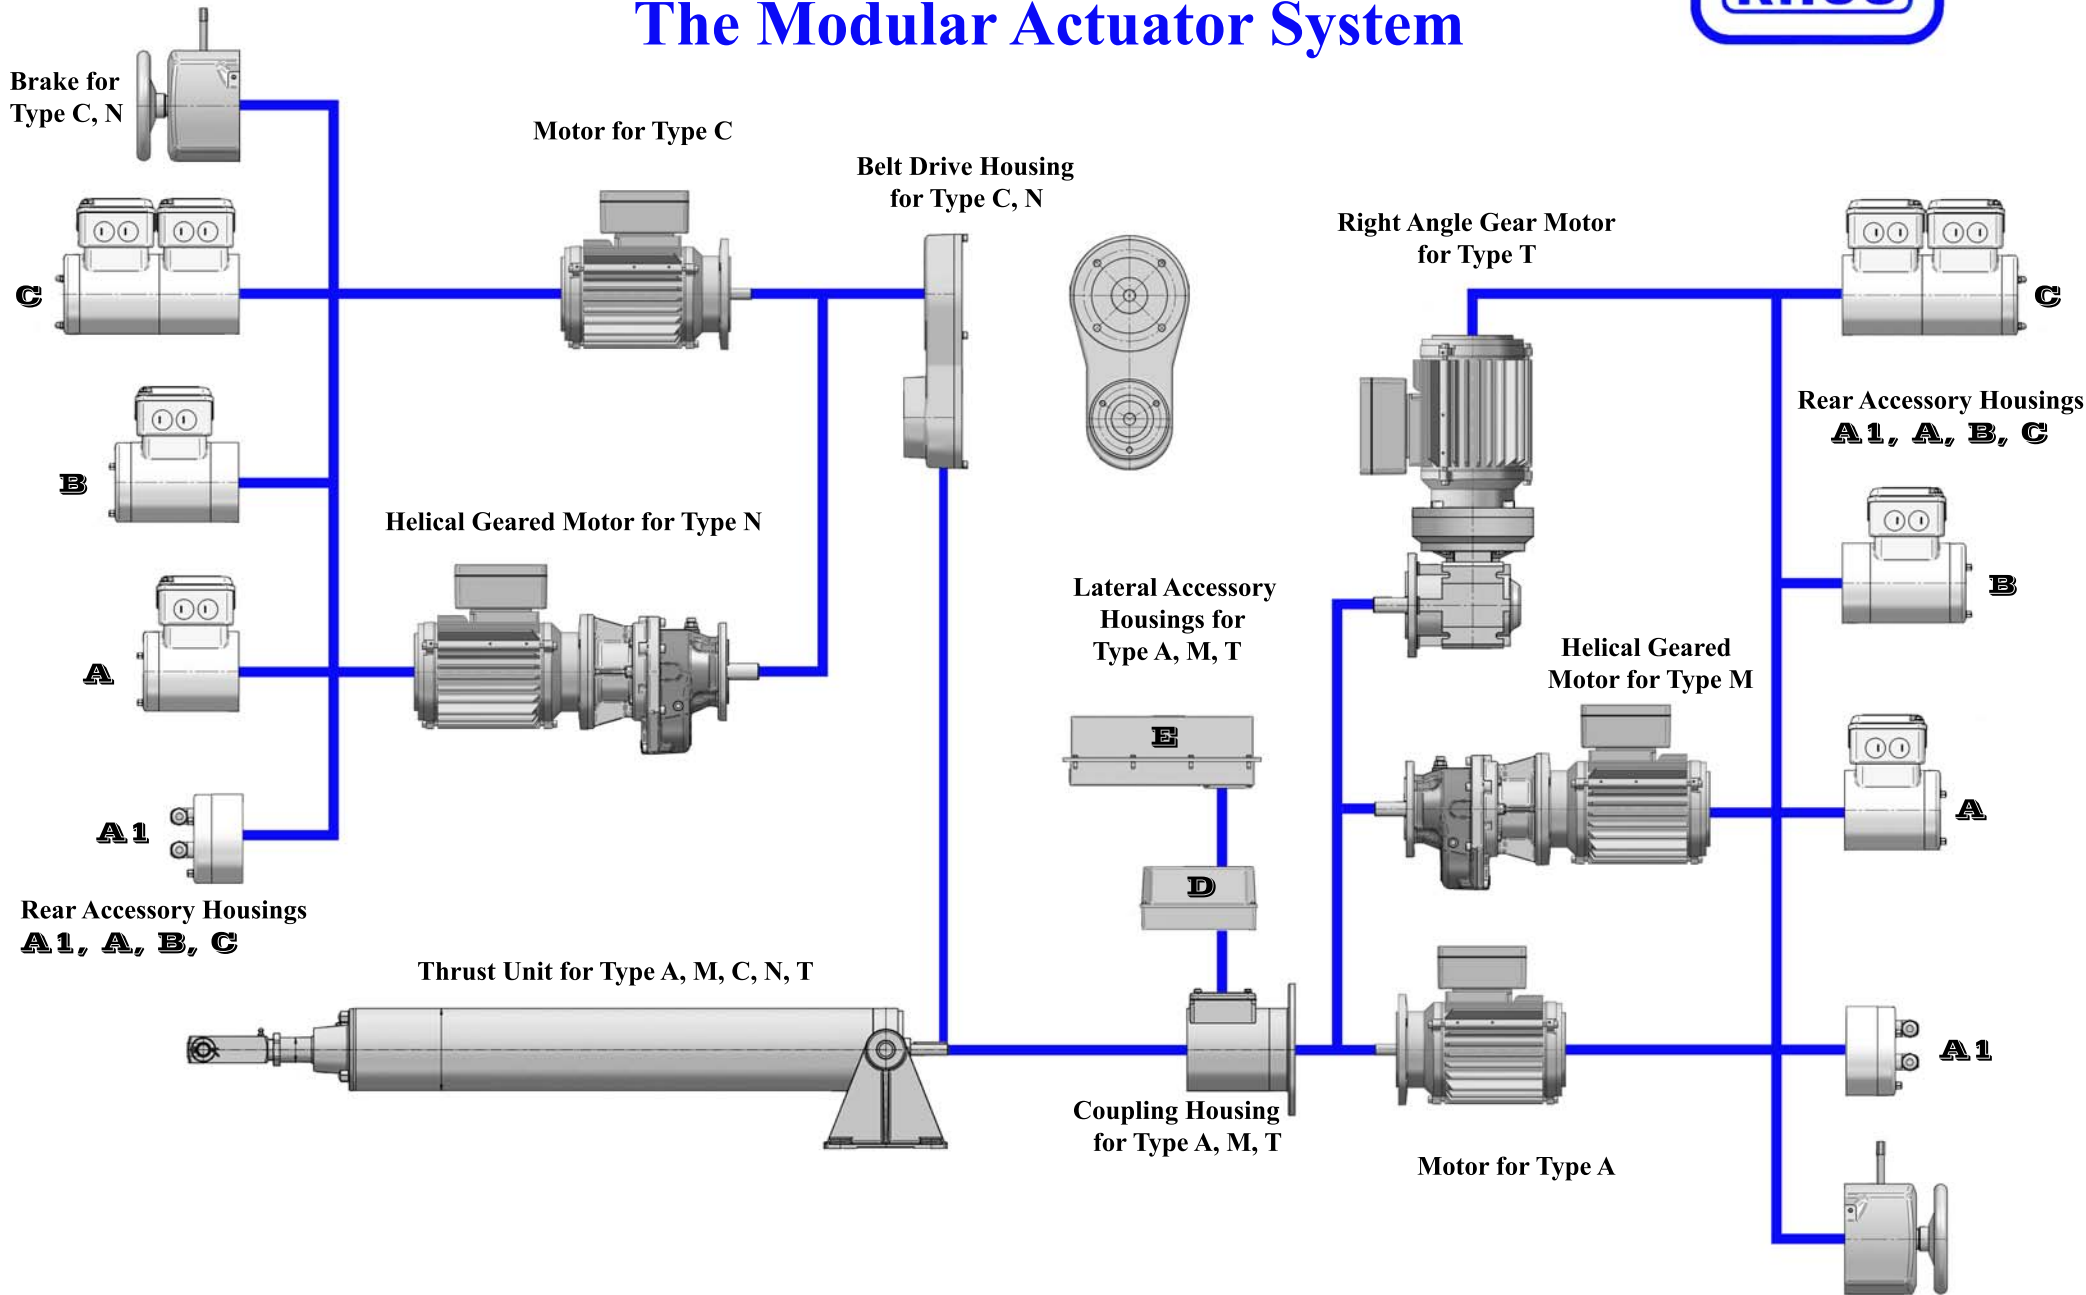 The Modular Actuator System
Brake for
Type C, N
Motor for Type C
Belt Drive Housing
for Type C, N
Right Angle Gear Motor
for Type T
C
C
Rear Accessory Housings
A1, A, B, C
B
Helical Geared Motor for Type N
Lateral Accessory
Housings for
Type A, M, T
B
Helical Geared
Motor for Type M
A
E
A
A1
D
Rear Accessory Housings
A1, A, B, C
Thrust Unit for Type A, M, C, N, T
A1
Coupling Housing
for Type A, M, T
Motor for Type A